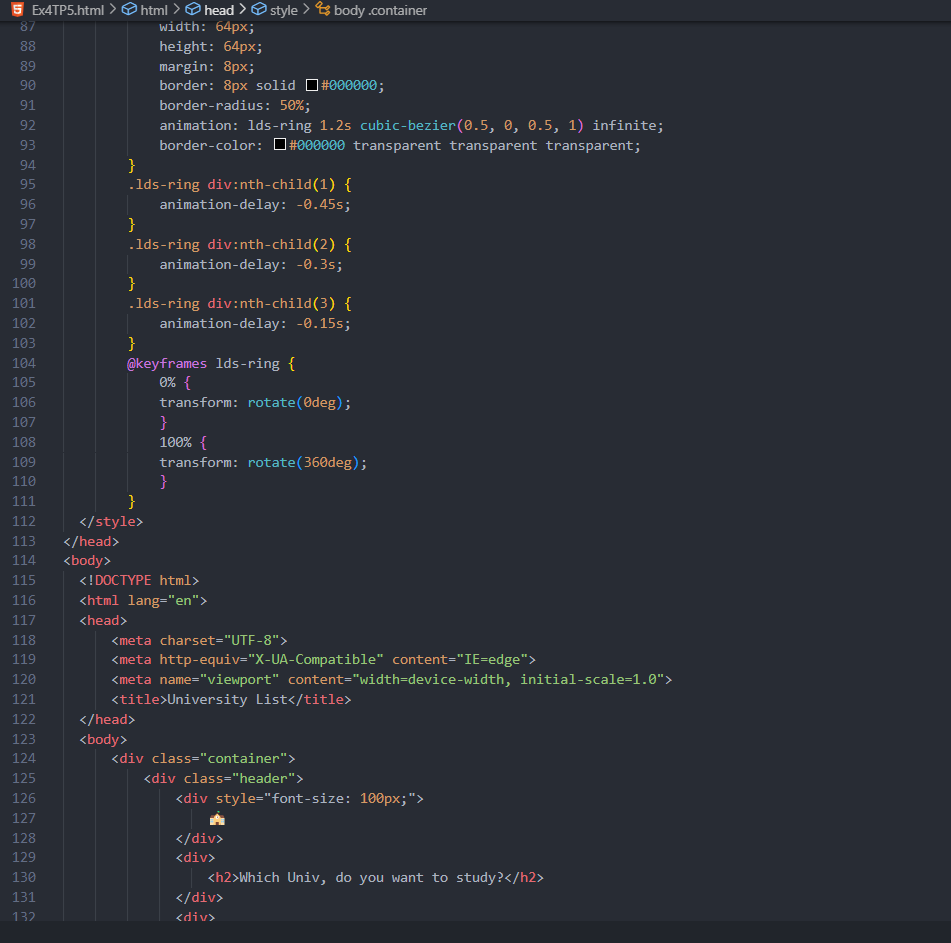 Ex4TP5.html > html > head > style > body .container
87 width: 64px;
88 height: 64px;
89 margin: 8px;
90 border: 8px solid #000000;
91 border-radius: 50%;
92 animation: lds-ring 1.2s cubic-bezier(0.5, 0, 0.5, 1) infinite;
93 border-color: #000000 transparent transparent transparent;
94 }
95 .lds-ring div:nth-child(1) {
96 animation-delay: -0.45s;
97 }
98 .lds-ring div:nth-child(2) {
99 animation-delay: -0.3s;
100 }
101 .lds-ring div:nth-child(3) {
102 animation-delay: -0.15s;
103 }
104 @keyframes lds-ring {
105 0% {
106 transform: rotate(0deg);
107 }
108 100% {
109 transform: rotate(360deg);
110 }
111 }
112 </style>
113 </head>
114 <body>
115 <!DOCTYPE html>
116 <html lang="en">
117 <head>
118 <meta charset="UTF-8">
119 <meta http-equiv="X-UA-Compatible" content="IE=edge">
120 <meta name="viewport" content="width=device-width, initial-scale=1.0">
121 <title>University List</title>
122 </head>
123 <body>
124 <div class="container">
125 <div class="header">
126 <div style="font-size: 100px;">
127
128 </div>
129 <div>
130 <h2>Which Univ, do you want to study?</h2>
131 </div>
132 <div>